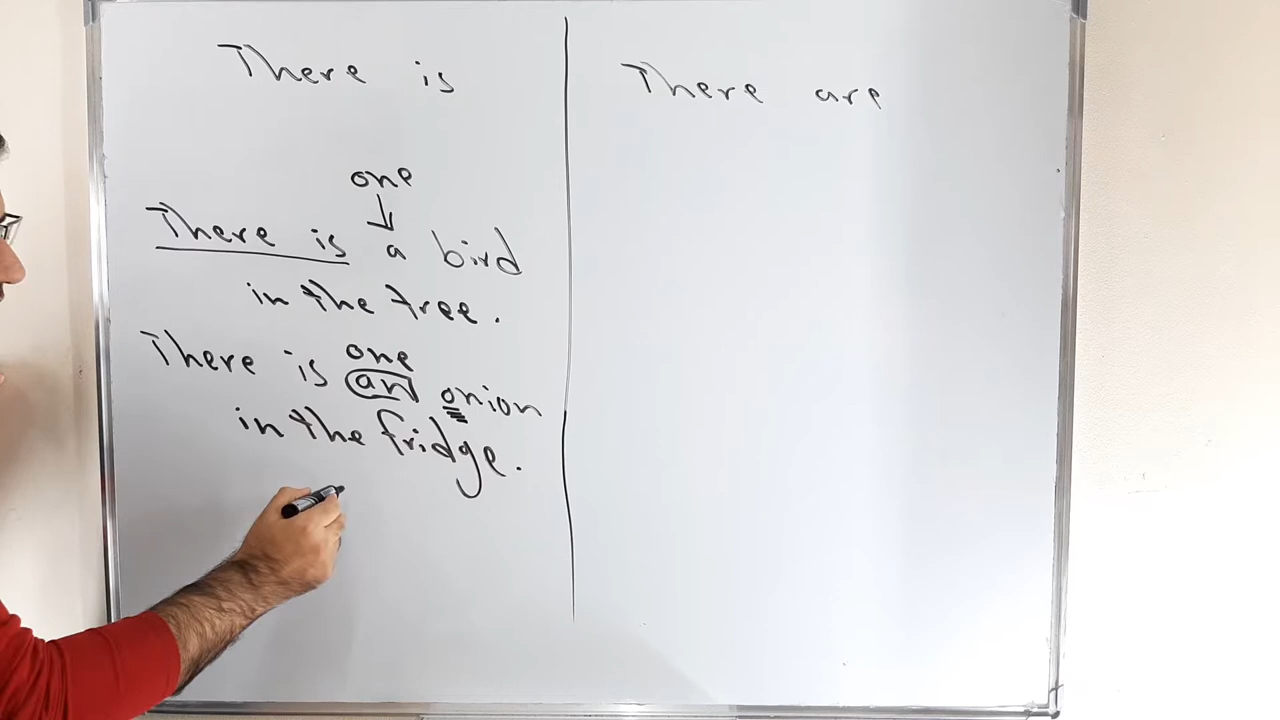 There is
one
There is a bird
in the tree.
one
There is an onion
in the fridge.
There are